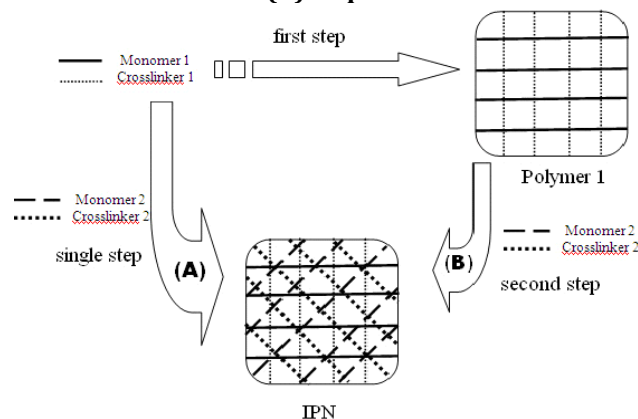 first step
Monomer 1
Crosslinker 1
Polymer 1
Monomer 2
Crosslinker 2
single step
(A)
(B)
Monomer 2
Crosslinker 2
second step
IPN